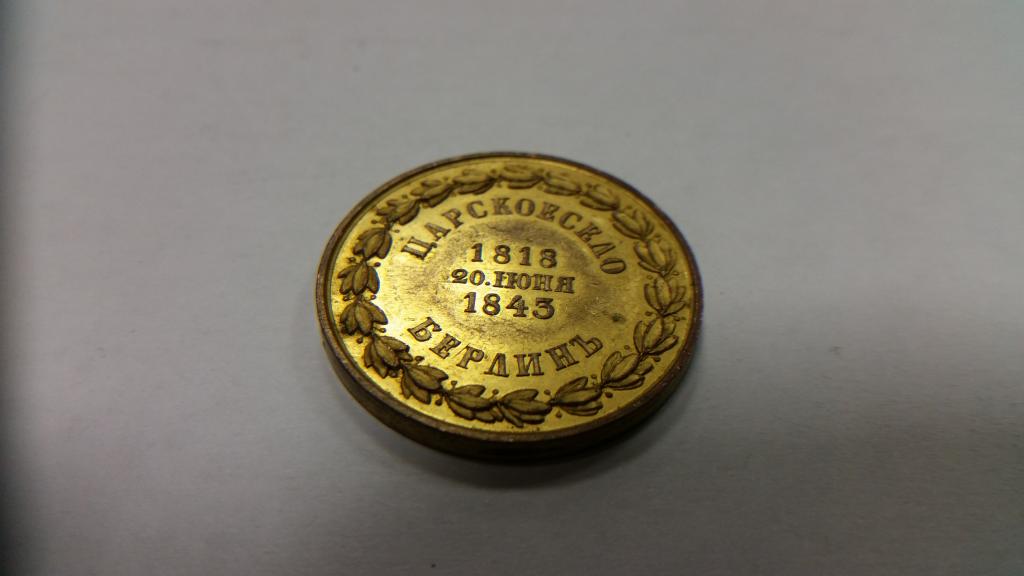 ЦАРСКОЕСЕЛО
1818
20. ІЮНЯ
1843
БЕРЛИНЪ